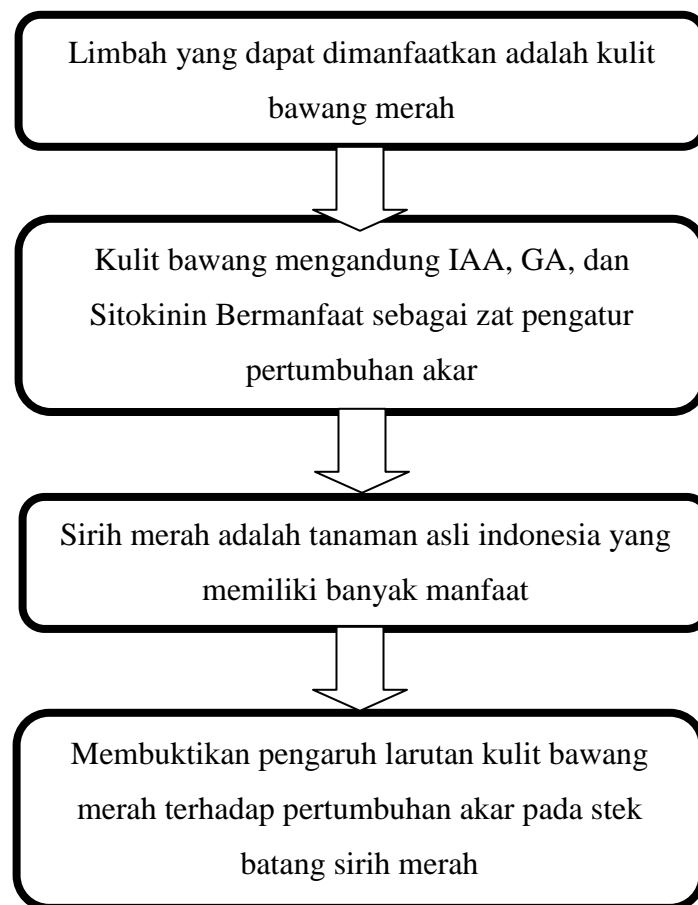 Limbah yang dapat dimanfaatkan adalah kulit
bawang merah
Kulit bawang mengandung IAA, GA, dan
Sitokinin Bermanfaat sebagai zat pengatur
pertumbuhan akar
Sirih merah adalah tanaman asli indonesia yang
memiliki banyak manfaat
Membuktikan pengaruh larutan kulit bawang
merah terhadap pertumbuhan akar pada stek
batang sirih merah